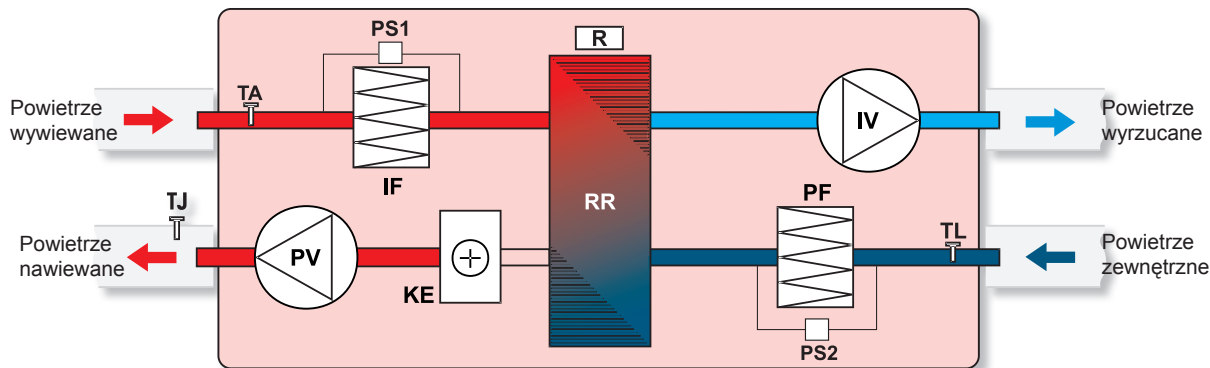 PS1
R
TA
Powietrze
wywiewane
IV
Powietrze
wyrzucane
IF
RR
PF
TJ
TL
Powietrze
nawiewane
PV
KE
Powietrze
zewnętrzne
PS2